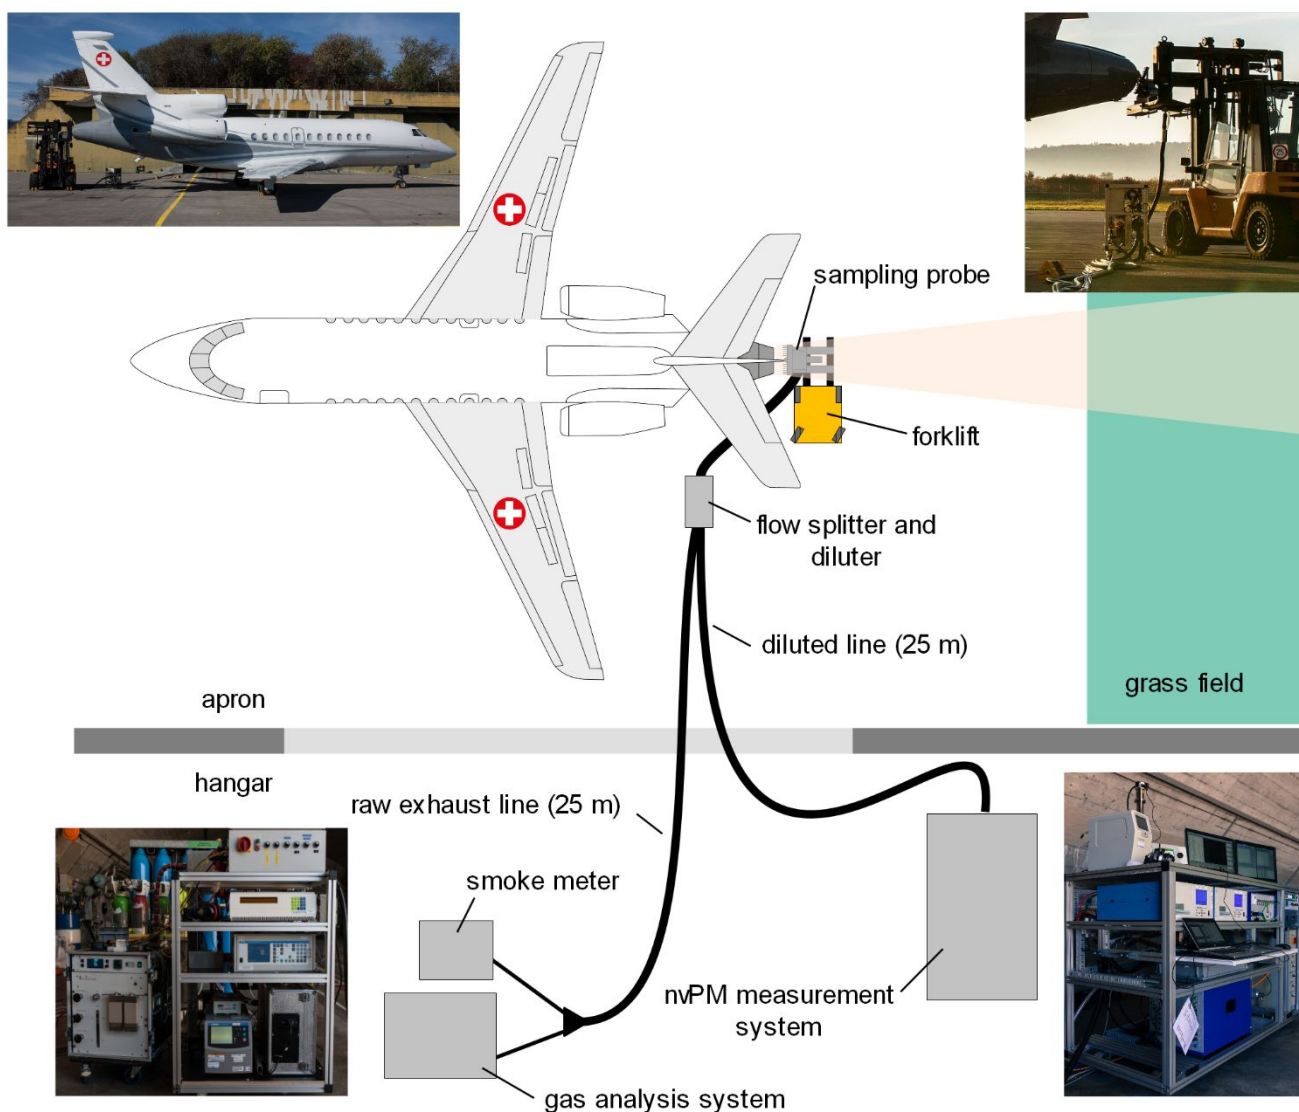 sampling probe
forklift
flow splitter and
diluter
diluted line (25 m)
grass field
apron
hangar
raw exhaust line (25 m)
smoke meter
nvPM measurement
system
gas analysis system